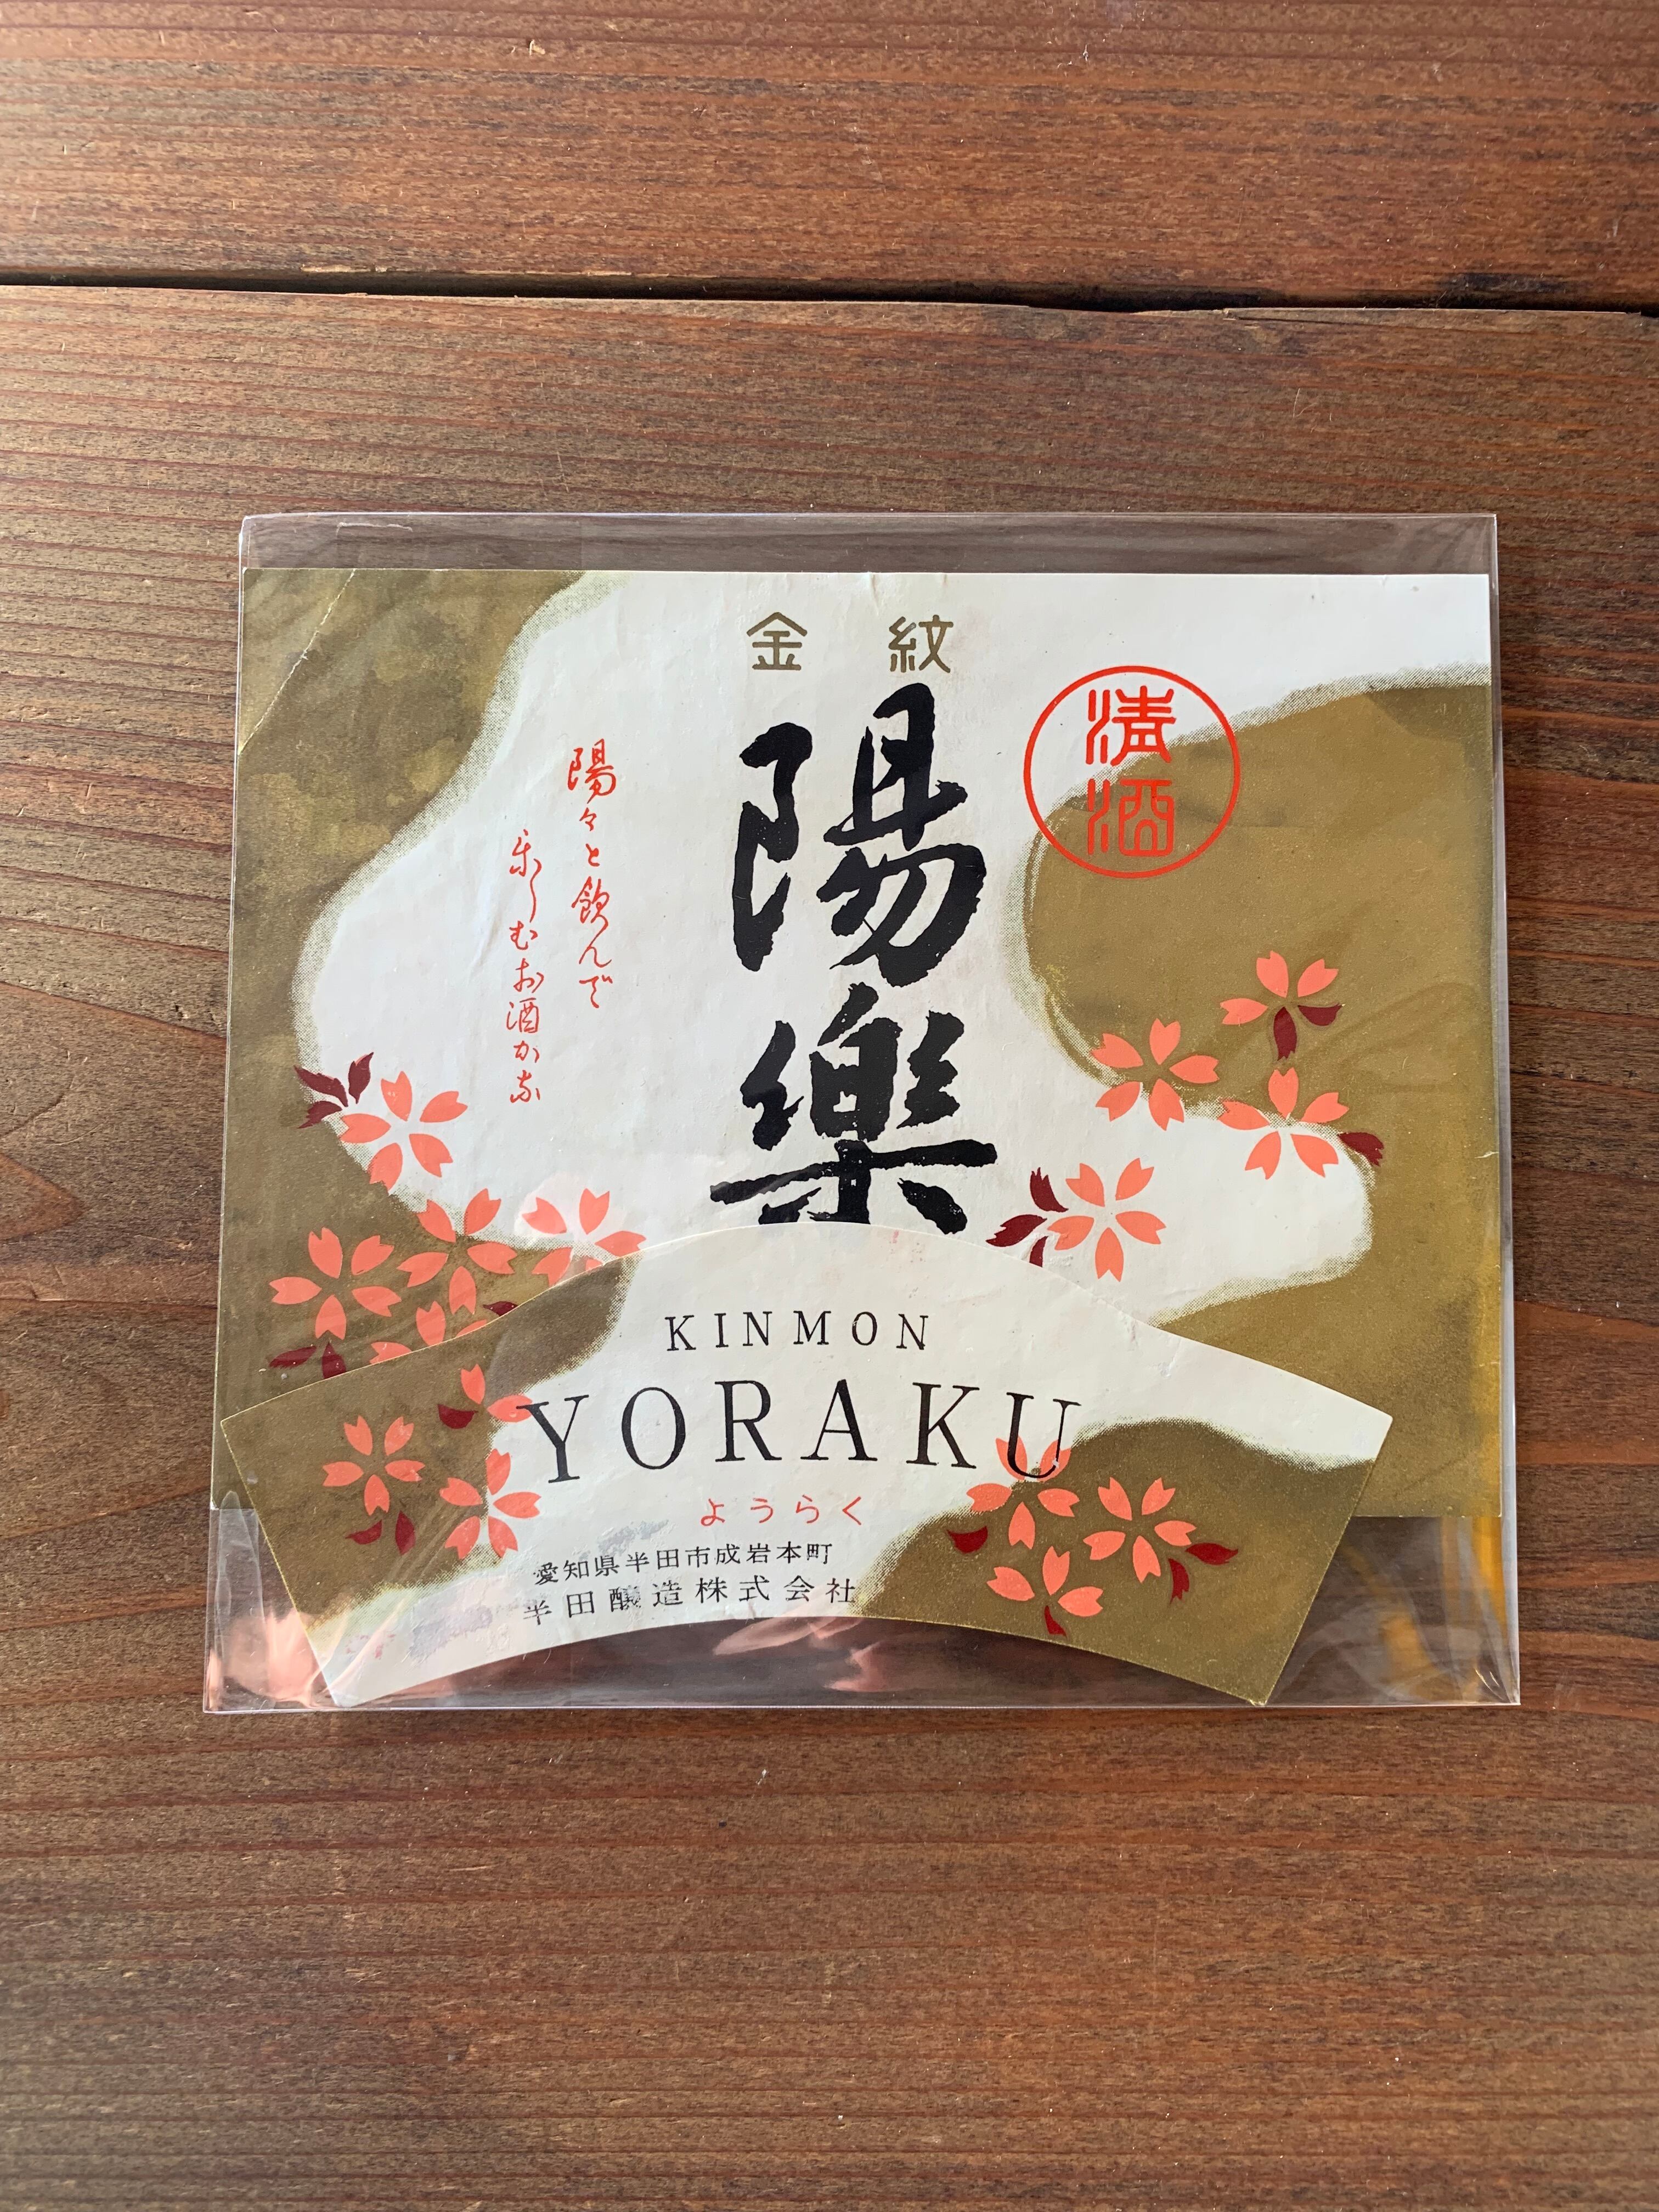 金紋
清酒
陽樂
陽々と飲んで
楽しむお酒かな
KINMON
YORAKU
ようらく
愛知県半田市成岩本町
半田醸造株式会社